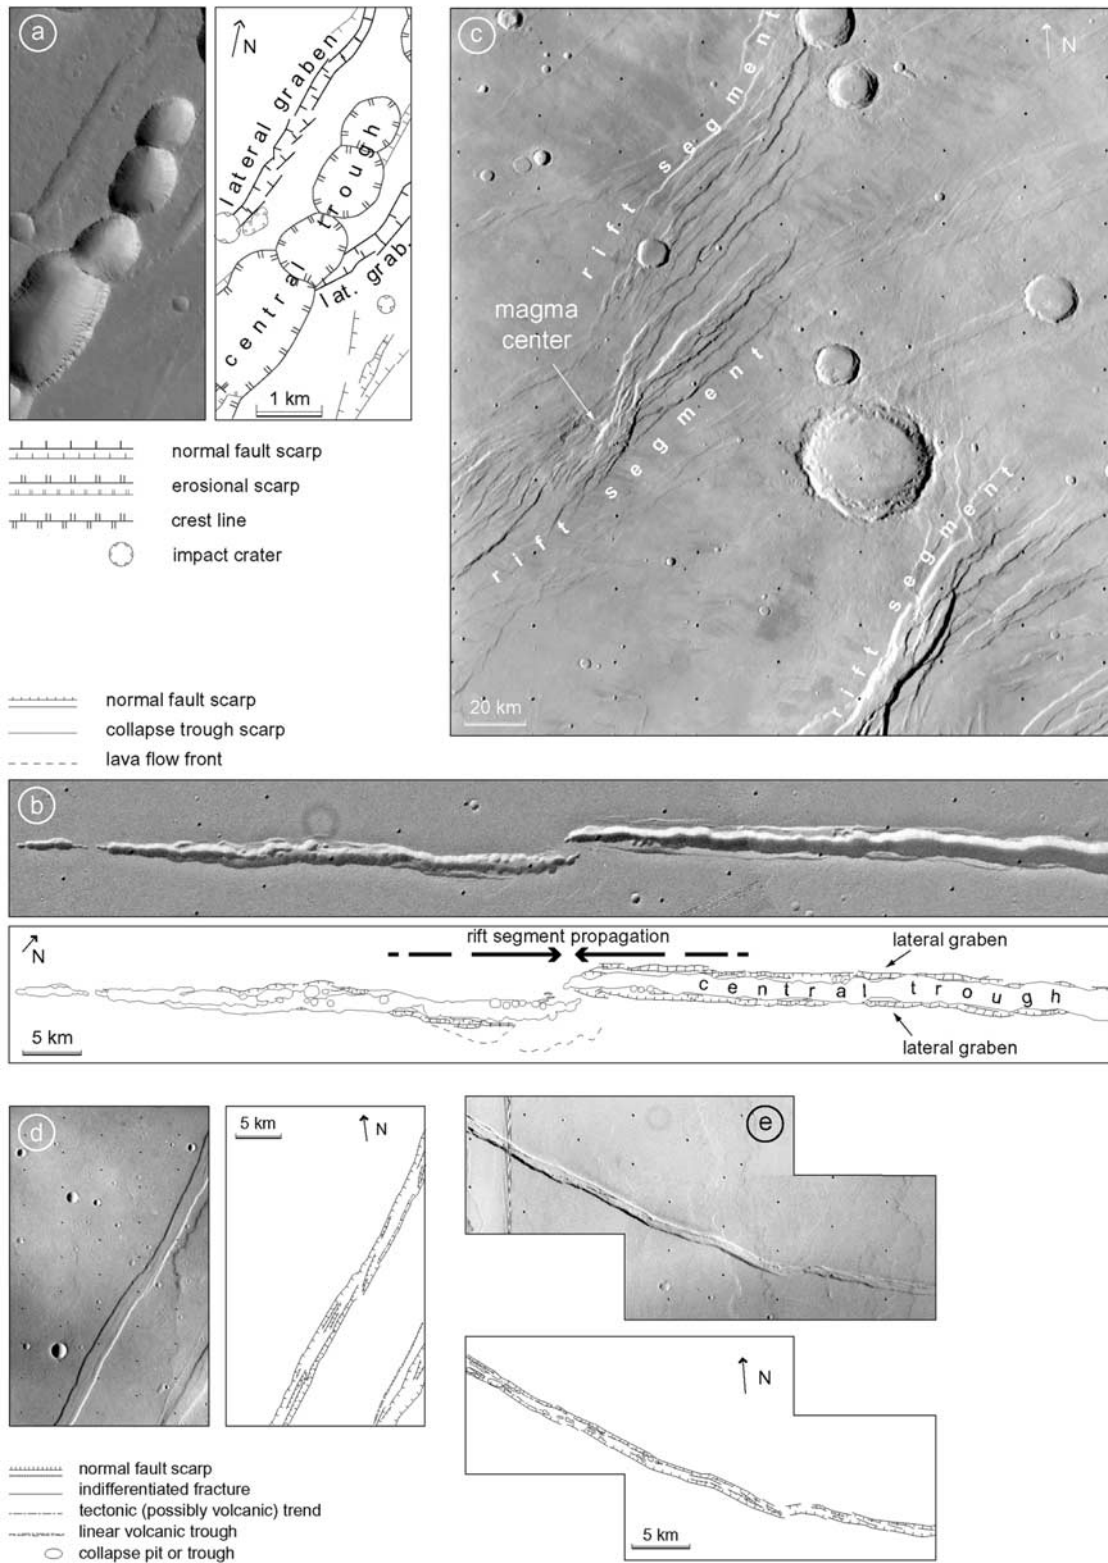 a
N
lateral graben
central trough
lat. grab.
1 km
normal fault scarp
erosional scarp
crest line
impact crater
c
N
rift segment
magma
center
rift segment
rift segment
20 km
normal fault scarp
collapse trough scarp
lava flow front
b
N
rift segment propagation
lateral graben
central trough
5 km
lateral graben
d
5 km
N
e
N
5 km
normal fault scarp
indifferentiated fracture
tectonic (possibly volcanic) trend
linear volcanic trough
collapse pit or trough